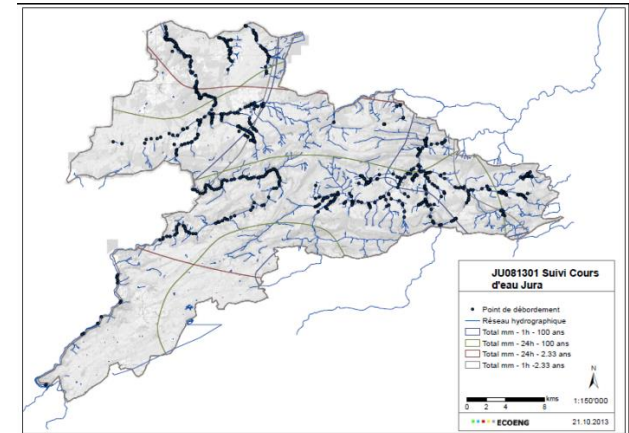 JU081301 Suivi Cours
d'eau Jura
Point de débordement
Réseau hydrographique
Total mm - 1h - 100 ans
Total mm - 24h - 100 ans
Total mm - 24h - 2.33 ans
Total mm - 1h -2.33 ans
N
kms
0 2 4 8
1:150'000
ECOENG
21.10.2013